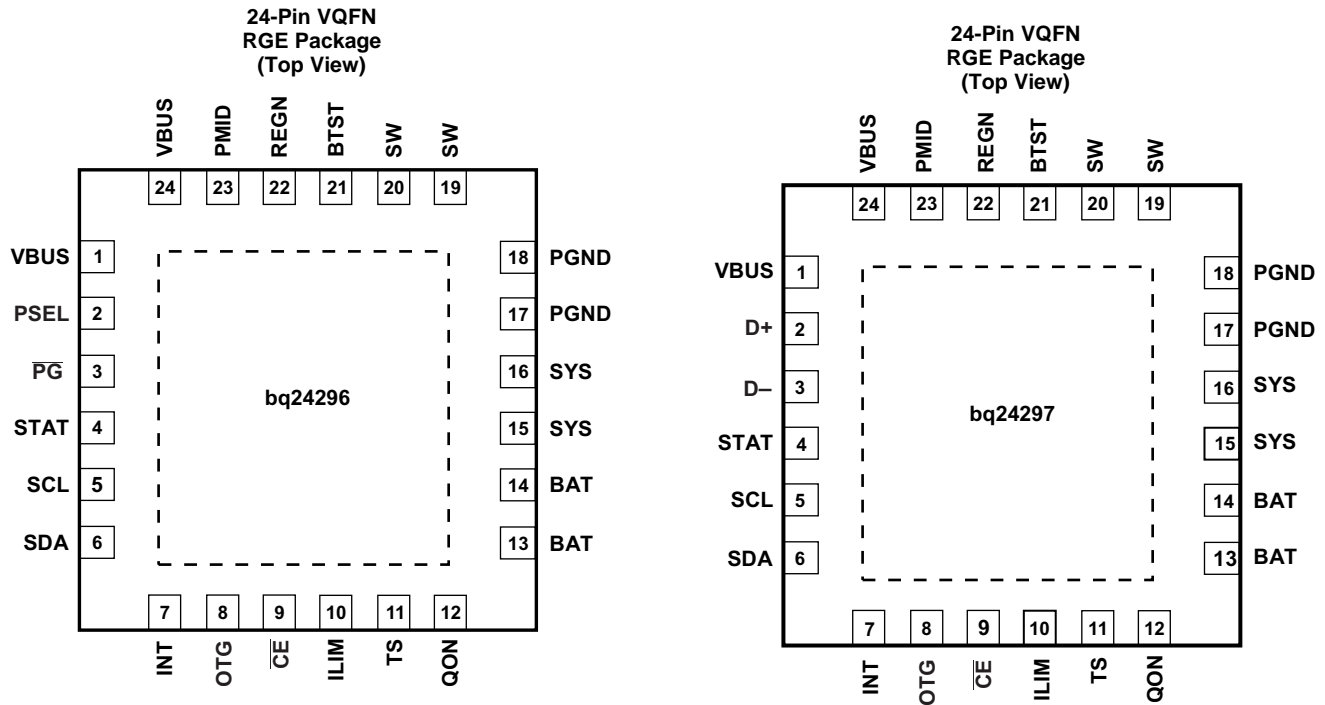 24-Pin VQFN
RGE Package
(Top View)
VBUS PMID REGN BTST SW SW
24 23 22 21 20 19
VBUS 1
PSEL 2
PG 3
STAT 4
SCL 5
SDA 6
bq24296
18 PGND
17 PGND
16 SYS
15 SYS
14 BAT
13 BAT
7 8 9 10 11 12
INT OTG CE ILIM TS QON
24-Pin VQFN
RGE Package
(Top View)
VBUS PMID REGN BTST SW SW
24 23 22 21 20 19
VBUS 1
D+ 2
D– 3
STAT 4
SCL 5
SDA 6
bq24297
18 PGND
17 PGND
16 SYS
15 SYS
14 BAT
13 BAT
7 8 9 10 11 12
INT OTG CE ILIM TS QON